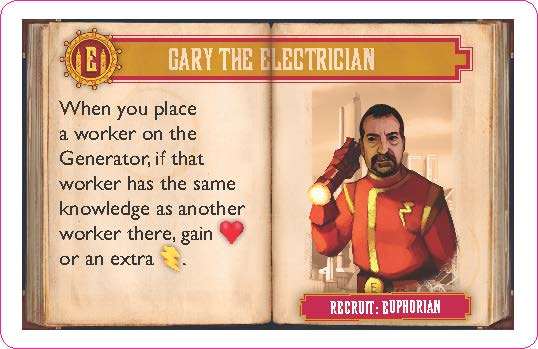 E
GARY THE ELECTRICIAN
When you place
a worker on the
Generator, if that
worker has the same
knowledge as another
worker there, gain
or an extra .
E
RECRUIT: EUPHORIAN